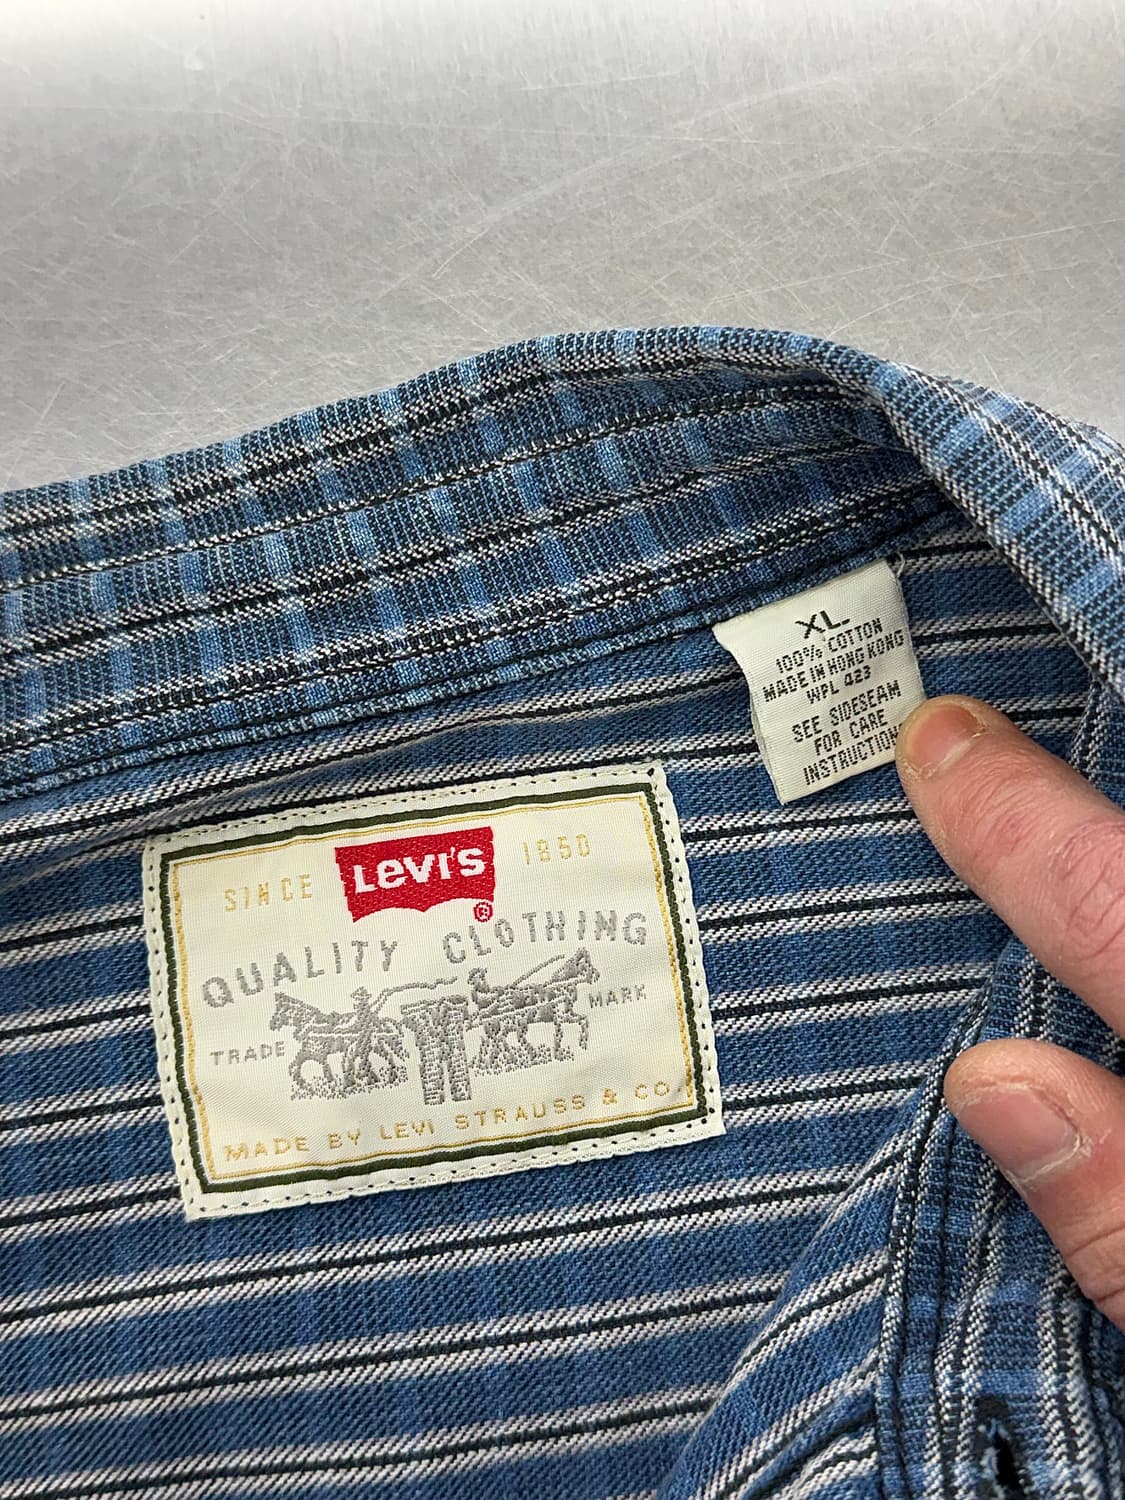 XL
100% COTTON
MADE IN HONG KONG
WPL 423
SEE SIDESEAM
FOR CARE
INSTRUCTION
SINCE LEVI'S ® 1850
QUALITY CLOTHING
TRADE MARK
MADE BY LEVI STRAUSS & CO